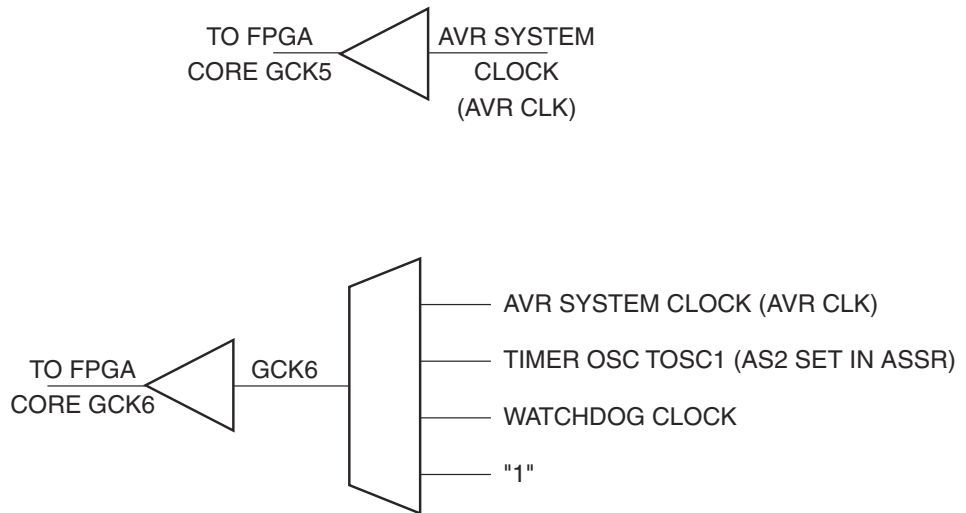 TO FPGA
CORE GCK5
AVR SYSTEM
CLOCK
(AVR CLK)
AVR SYSTEM CLOCK (AVR CLK)
TIMER OSC TOSC1 (AS2 SET IN ASSR)
TO FPGA
CORE GCK6
GCK6
WATCHDOG CLOCK
"1"